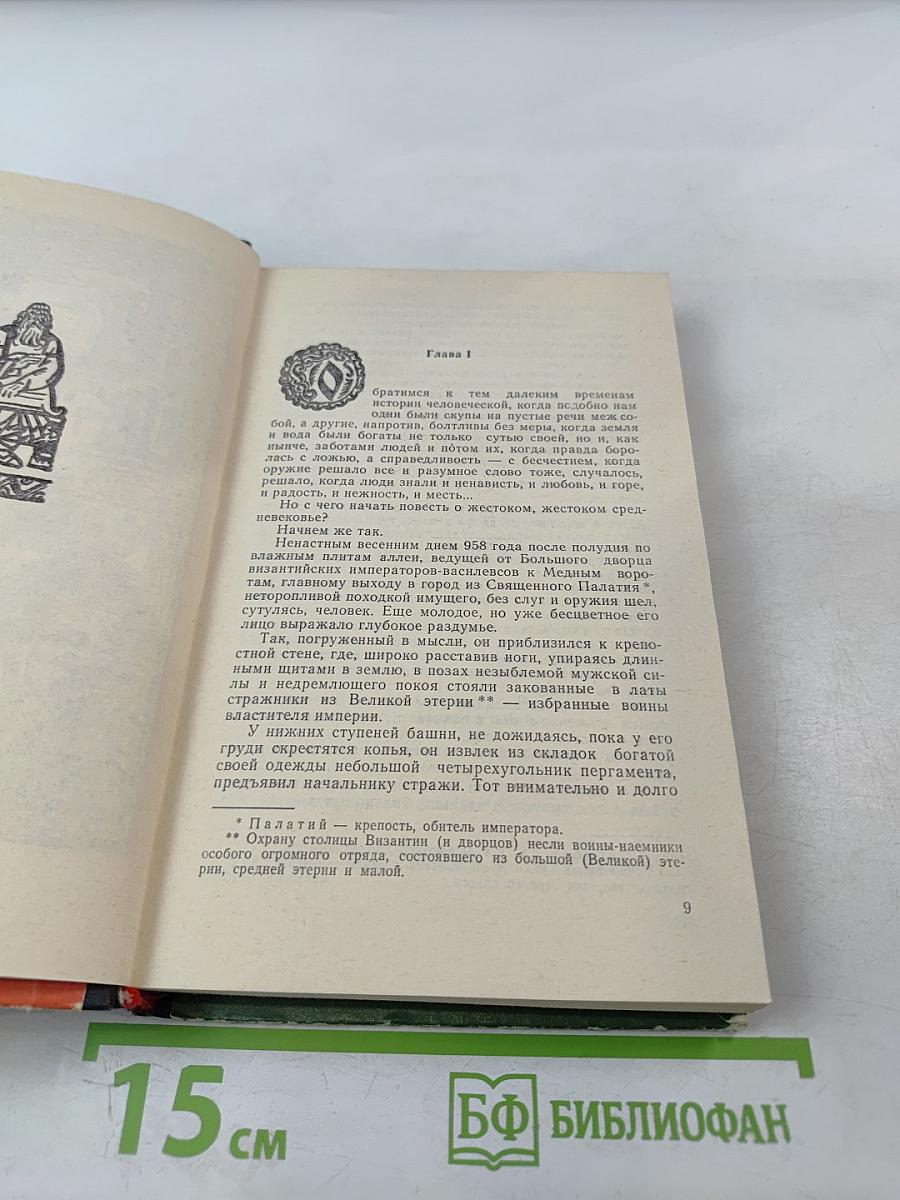 Глава I
Обратимся к тем далеким временам
истории человеческой, когда подобно нам
одни были скупы на пустые речи меж со-
бой, а другие, напротив, болтливы без меры, когда земля
и вода были богаты не только сутью своей, но и, как
нынче, заботами людей и по́том их, когда правда боро-
лась с ложью, а справедливость — с бесчестием, когда
оружие решало все и разумное слово тоже, случалось,
решало, когда люди знали и ненависть, и любовь, и горе,
и радость, и нежность, и месть...
Но с чего начать повесть о жестоком, жестоком сред-
невековье?
Начнем же так.
Ненастным весенним днем 958 года после полудня по
влажным плитам аллеи, ведущей от Большого дворца
византийских императоров-василевсов к Медным воро-
там, главному выходу в город из Священного Палатия *,
неторопливой походкой имущего, без слуг и оружия шел,
сутулясь, человек. Еще молодое, но уже бесцветное его
лицо выражало глубокое раздумье.
Так, погруженный в мысли, он приблизился к крепо-
стной стене, где, широко расставив ноги, упираясь длин-
ными щитами в землю, в позах незыблемой мужской си-
лы и недремлющего покоя стояли закованные в латы
стражники из Великой этерии ** — избранные воины
властителя империи.
У нижних ступеней башни, не дожидаясь, пока у его
груди окрестятся копья, он извлек из складок богатой
своей одежды небольшой четырехугольник пергамента,
предъявил начальнику стражи. Тот внимательно и долго
* Палатий — крепость, обитель императора.
** Охрану столицы Византии (и дворцов) несли воины-наемники
особого огромного отряда, состоявшего из большой (Великой) эте-
рии, средней этерии и малой.
9
15 см
БФ БИБЛИОФАН